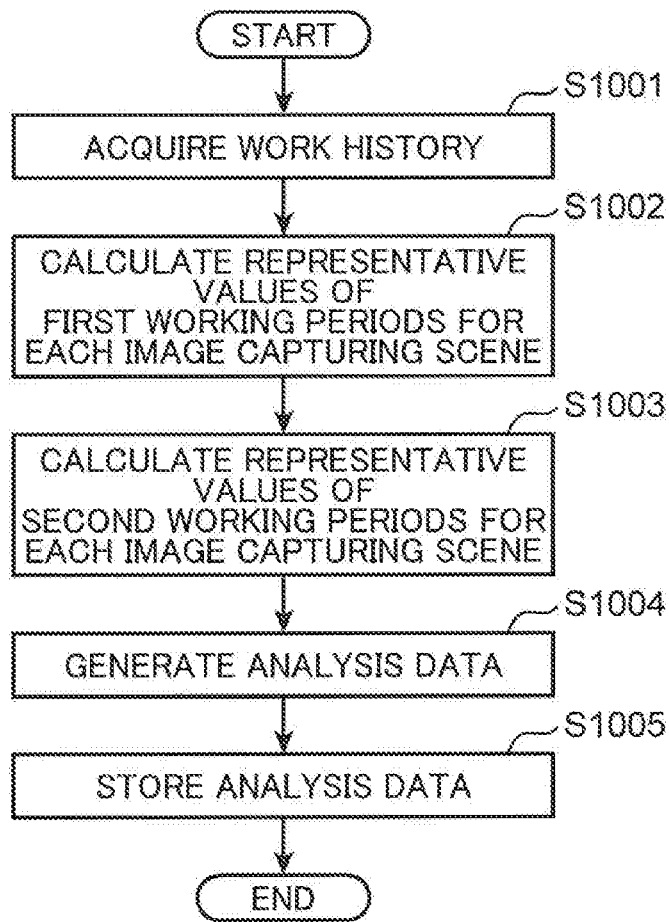 START
S1001
ACQUIRE WORK HISTORY
S1002
CALCULATE REPRESENTATIVE
VALUES OF
FIRST WORKING PERIODS FOR
EACH IMAGE CAPTURING SCENE
S1003
CALCULATE REPRESENTATIVE
VALUES OF
SECOND WORKING PERIODS FOR
EACH IMAGE CAPTURING SCENE
S1004
GENERATE ANALYSIS DATA
S1005
STORE ANALYSIS DATA
END